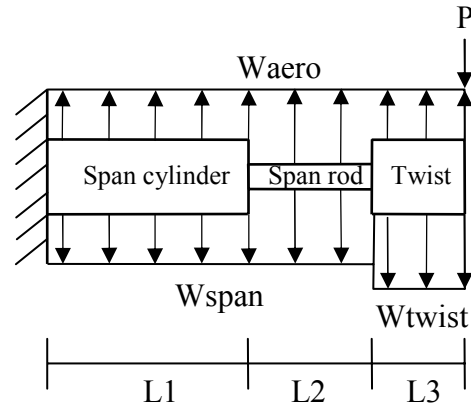 P
Waero
Span cylinder
Span rod
Twist
Wspan
Wtwist
L1
L2
L3